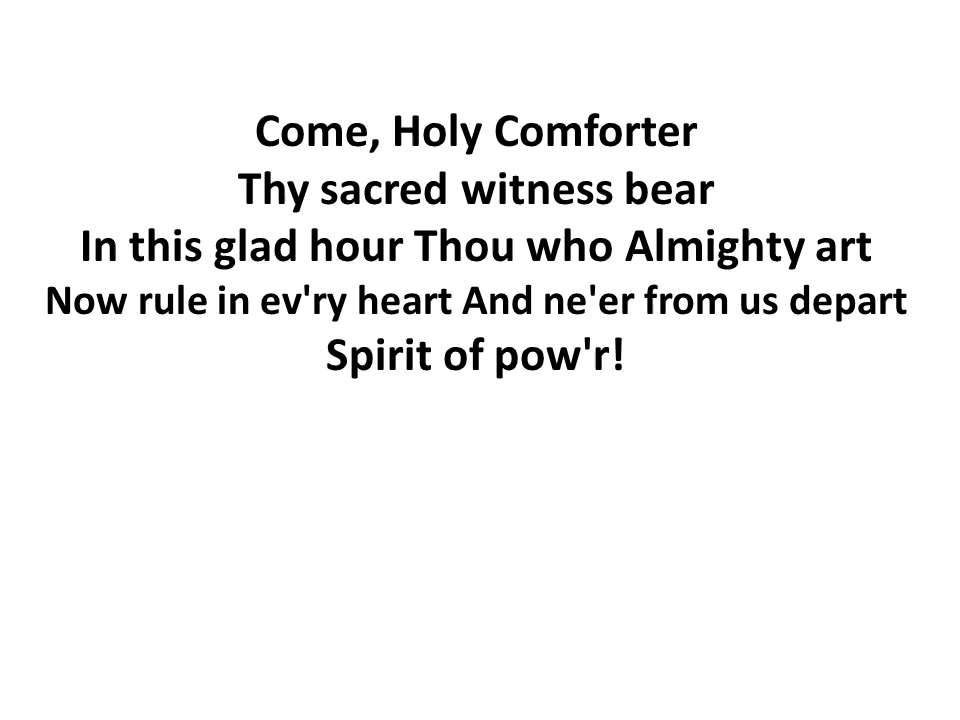 Come, Holy Comforter
Thy sacred witness bear
In this glad hour Thou who Almighty art
Now rule in ev'ry heart And ne'er from us depart
Spirit of pow'r!